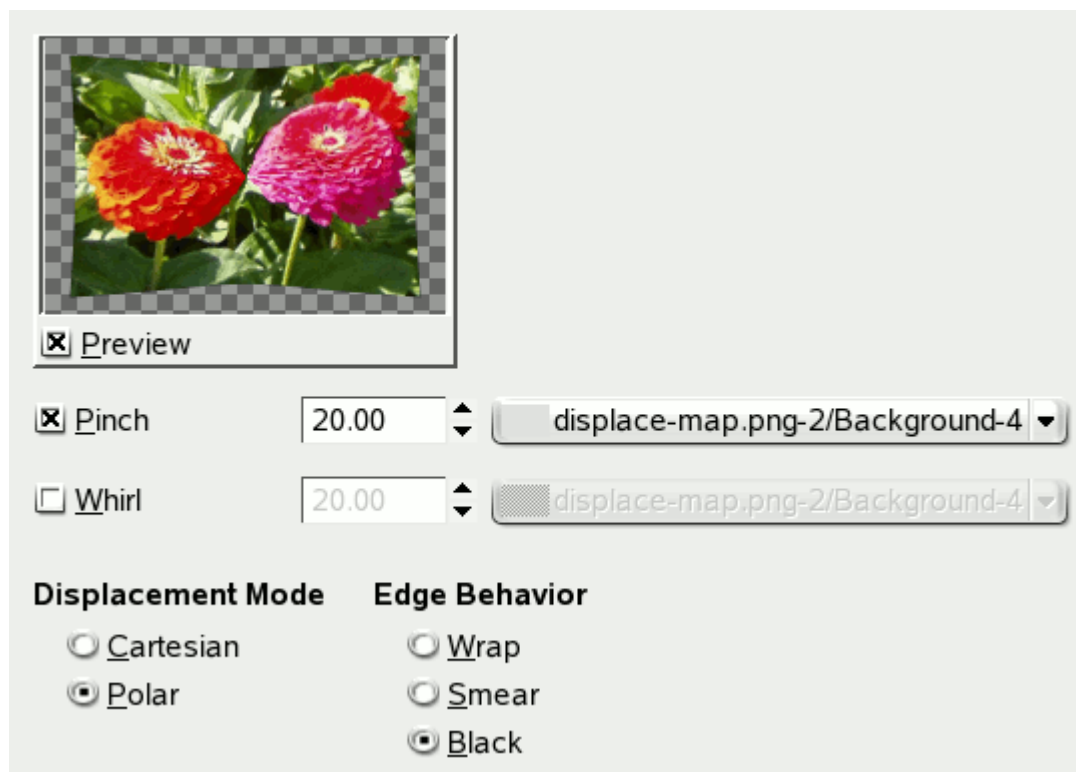 Preview
Pinch 20.00 displace-map.png-2/Background-4
Whirl 20.00 displace-map.png-2/Background-4
Displacement Mode Edge Behavior
Cartesian Wrap
Polar Smear
Black